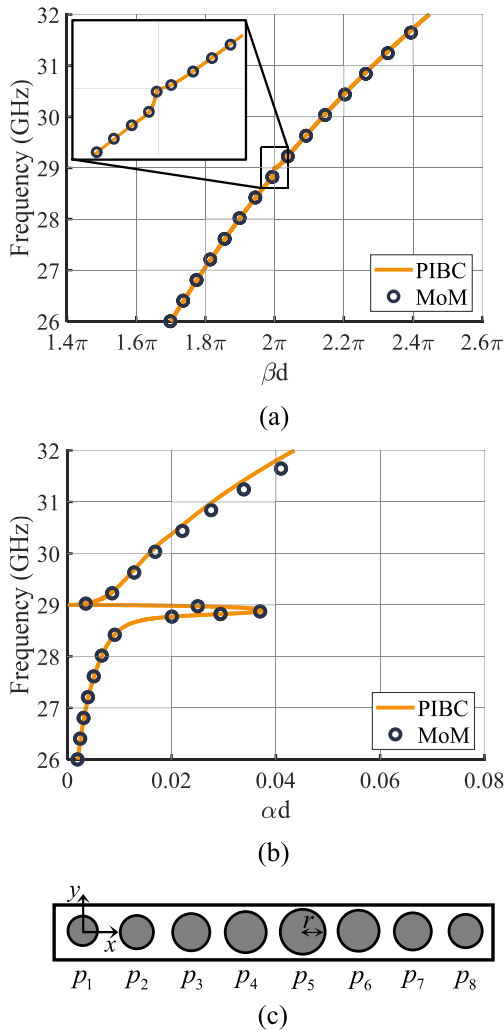 32
31
30
29
28
27
26
Frequency (GHz)
PIBC
MoM
1.4π 1.6π 1.8π 2π 2.2π 2.4π 2.6π
βd
(a)
32
31
30
29
28
27
26
Frequency (GHz)
PIBC
MoM
0 0.02 0.04 0.06 0.08
αd
(b)
y
x
r
p1 p2 p3 p4 p5 p6 p7 p8
(c)